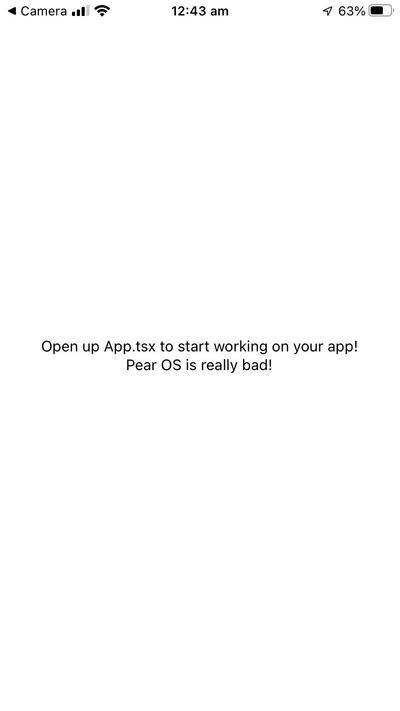 ◀ Camera 12:43 am 63%
Open up App.tsx to start working on your app!
Pear OS is really bad!